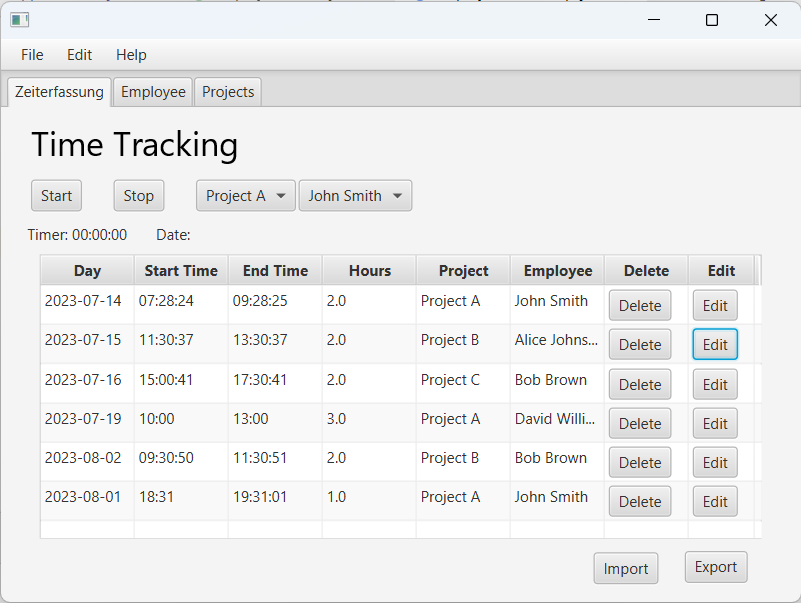 File Edit Help
Zeiterfassung Employee Projects
Time Tracking
Start Stop Project A John Smith
Timer: 00:00:00 Date:
Day Start Time End Time Hours Project Employee Delete Edit
2023-07-14 07:28:24 09:28:25 2.0 Project A John Smith Delete Edit
2023-07-15 11:30:37 13:30:37 2.0 Project B Alice Johns... Delete Edit
2023-07-16 15:00:41 17:30:41 2.0 Project C Bob Brown Delete Edit
2023-07-19 10:00 13:00 3.0 Project A David Willi... Delete Edit
2023-08-02 09:30:50 11:30:51 2.0 Project B Bob Brown Delete Edit
2023-08-01 18:31 19:31:01 1.0 Project A John Smith Delete Edit
Import Export